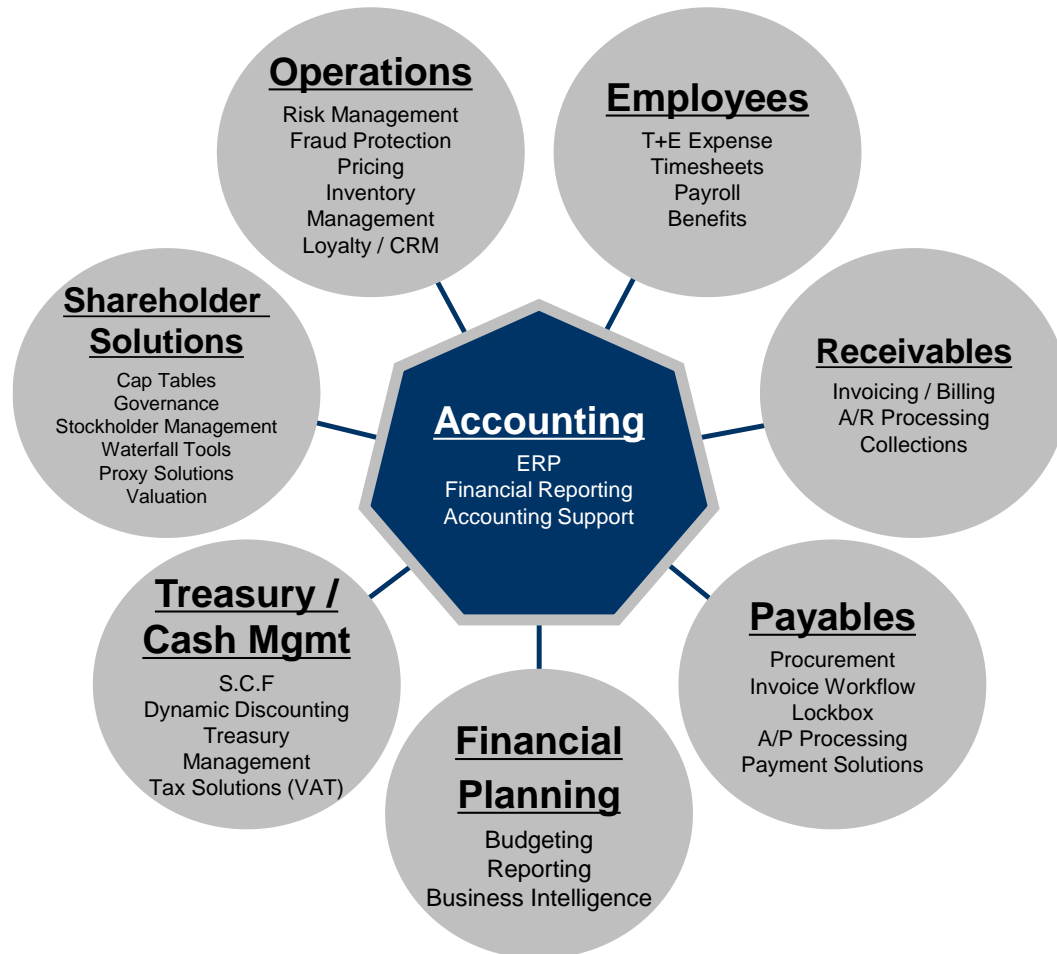 Operations
Risk Management
Fraud Protection
Pricing
Inventory
Management
Loyalty / CRM
Employees
T+E Expense
Timesheets
Payroll
Benefits
Shareholder
Solutions
Cap Tables
Governance
Stockholder Management
Waterfall Tools
Proxy Solutions
Valuation
Accounting
ERP
Financial Reporting
Accounting Support
Receivables
Invoicing / Billing
A/R Processing
Collections
Treasury /
Cash Mgmt
S.C.F
Dynamic Discounting
Treasury
Management
Tax Solutions (VAT)
Financial
Planning
Budgeting
Reporting
Business Intelligence
Payables
Procurement
Invoice Workflow
Lockbox
A/P Processing
Payment Solutions